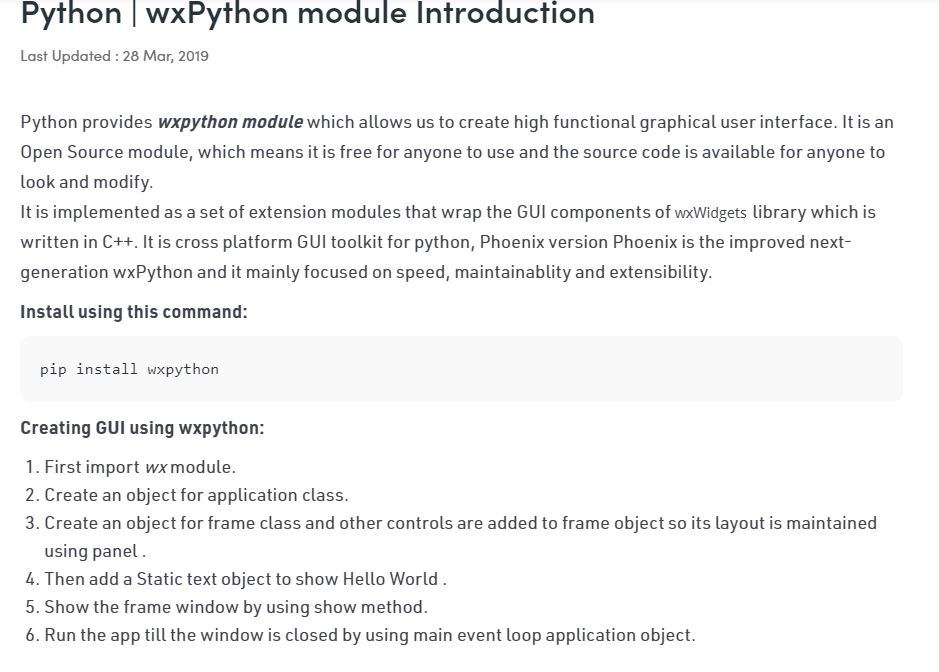 Python | wxPython module Introduction
Last Updated : 28 Mar, 2019
Python provides wxpython module which allows us to create high functional graphical user interface. It is an
Open Source module, which means it is free for anyone to use and the source code is available for anyone to
look and modify.
It is implemented as a set of extension modules that wrap the GUI components of wxWidgets library which is
written in C++. It is cross platform GUI toolkit for python, Phoenix version Phoenix is the improved next-
generation wxPython and it mainly focused on speed, maintainablity and extensibility.
Install using this command:
pip install wxpython
Creating GUI using wxpython:
1. First import wx module.
2. Create an object for application class.
3. Create an object for frame class and other controls are added to frame object so its layout is maintained
using panel .
4. Then add a Static text object to show Hello World .
5. Show the frame window by using show method.
6. Run the app till the window is closed by using main event loop application object.